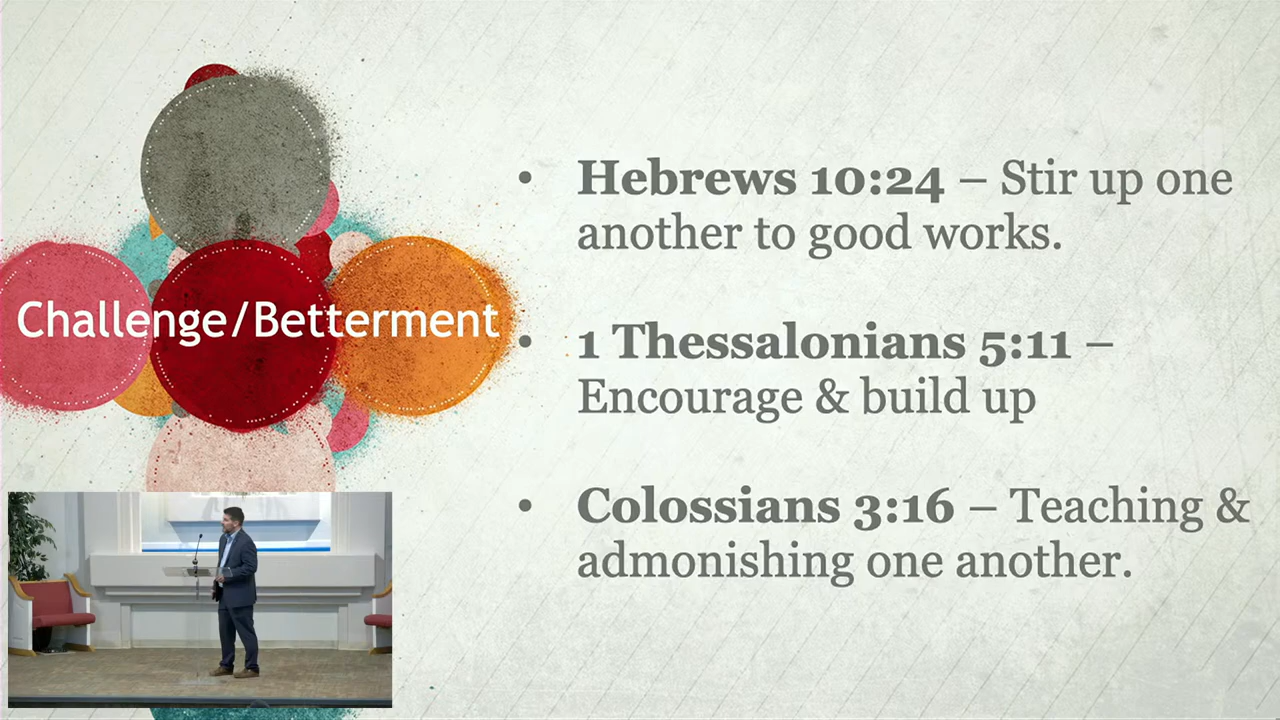 Challenge/Betterment
• Hebrews 10:24 – Stir up one
another to good works.
• 1 Thessalonians 5:11 –
Encourage & build up
• Colossians 3:16 – Teaching &
admonishing one another.